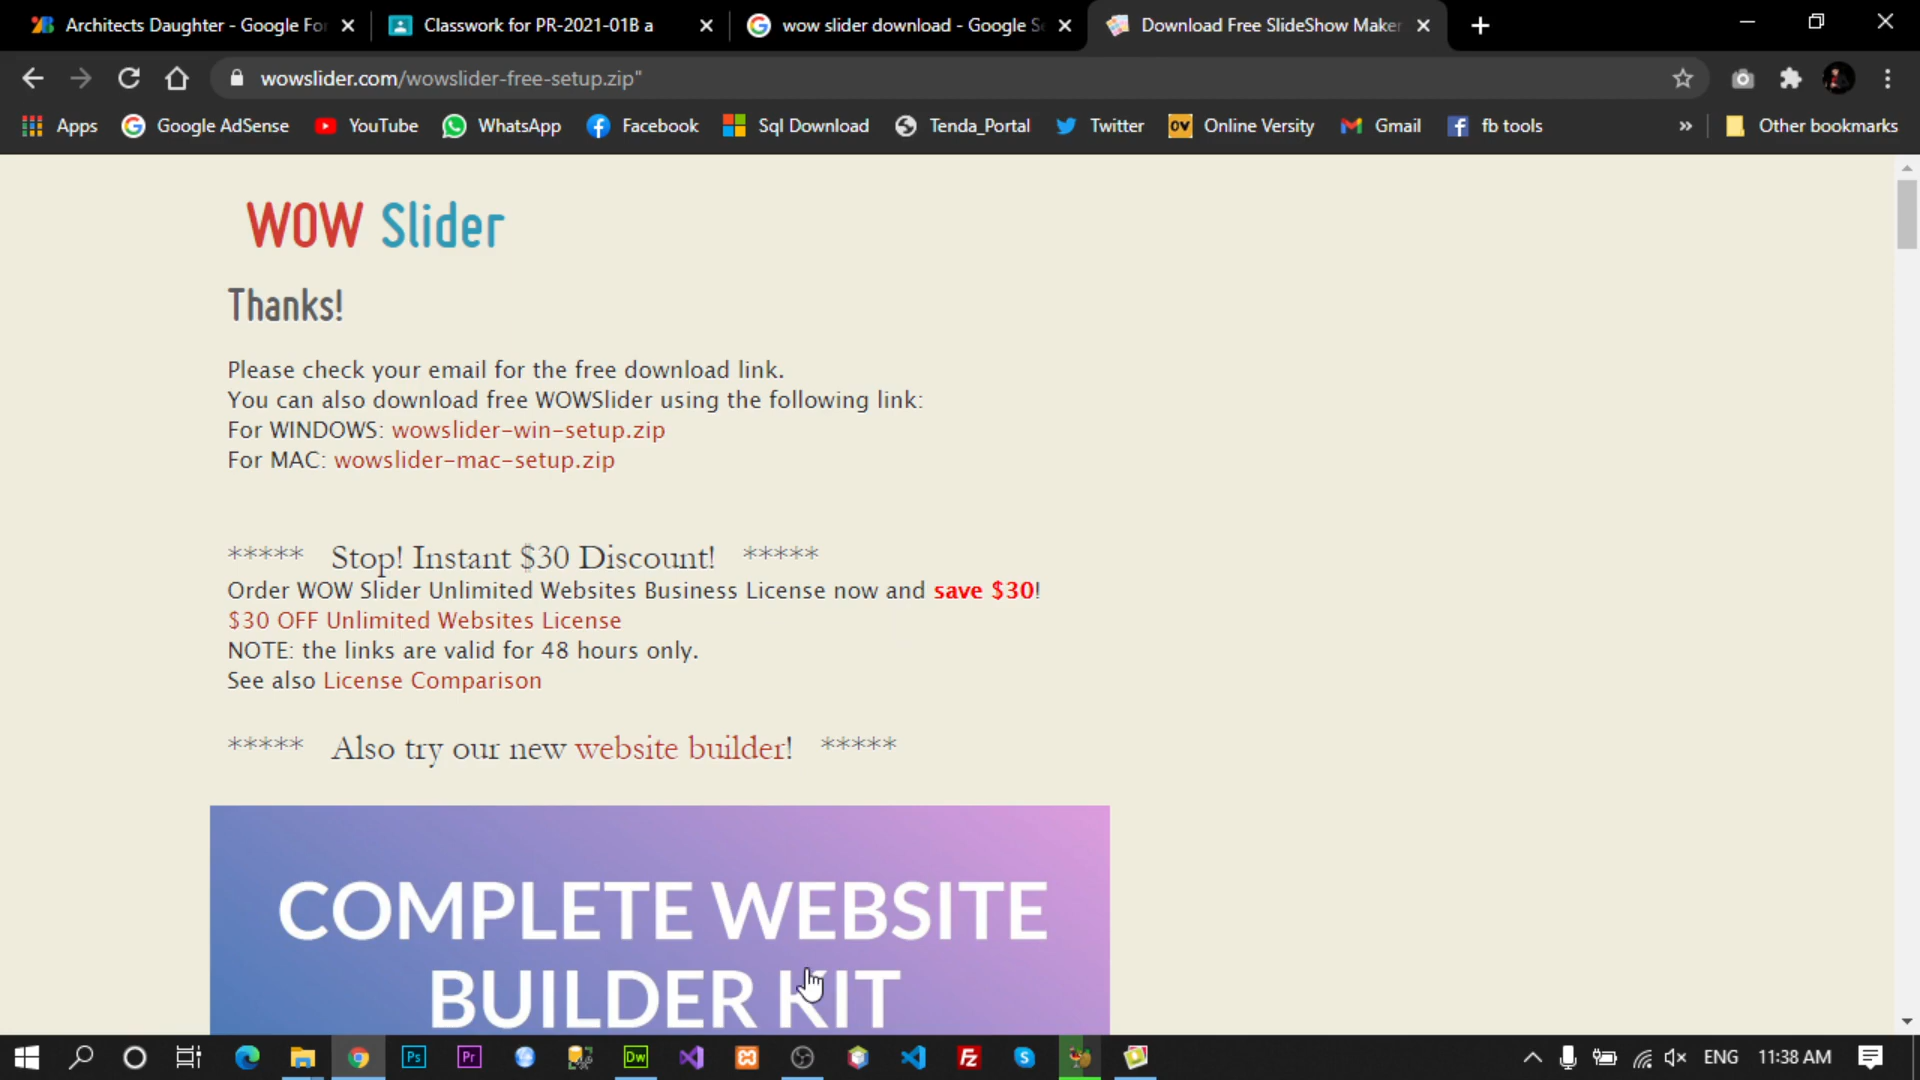 Architects Daughter - Google Fo
Classwork for PR-2021-01B a
wow slider download - Google Se
Download Free SlideShow Maker
wowslider.com/wowslider-free-setup.zip"
Apps
Google AdSense
YouTube
WhatsApp
Facebook
Sql Download
Tenda_Portal
Twitter
OV
Online Versity
Gmail
fb tools
»
Other bookmarks
WOW Slider
Thanks!
Please check your email for the free download link.
You can also download free WOWSlider using the following link:
For WINDOWS: wowslider-win-setup.zip
For MAC: wowslider-mac-setup.zip
***** Stop! Instant $30 Discount! *****
Order WOW Slider Unlimited Websites Business License now and save $30!
$30 OFF Unlimited Websites License
NOTE: the links are valid for 48 hours only.
See also License Comparison
***** Also try our new website builder! *****
COMPLETE WEBSITE
BUILDER KIT
Ps
Pr
Dw
Fz
S
ENG
11:38 AM